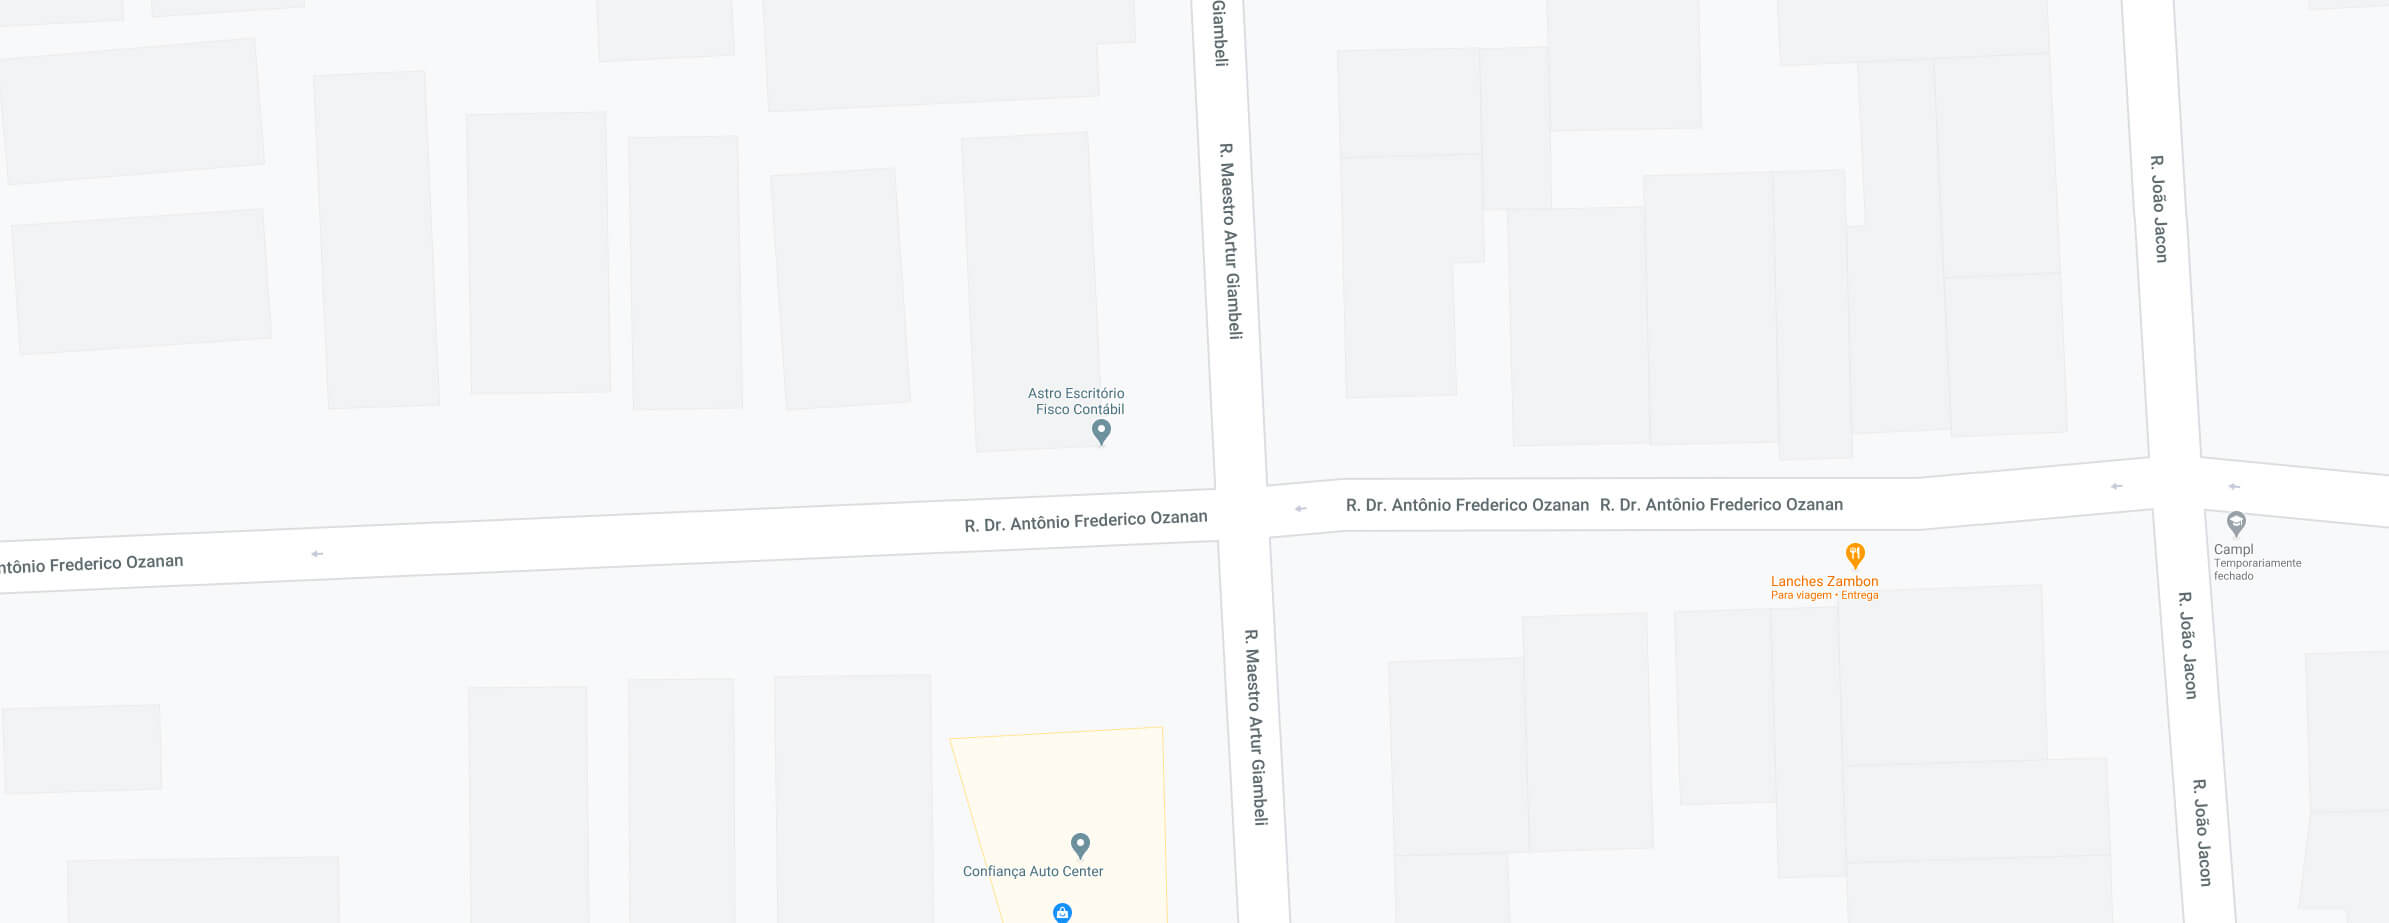 Giambeli
R. Maestro Artur Giambeli
R. João Jacon
Astro Escritório
Fisco Contábil
R. Dr. Antônio Frederico Ozanan
R. Dr. Antônio Frederico Ozanan
R. Dr. Antônio Frederico Ozanan
ntônio Frederico Ozanan
Campl
Temporariamente
fechado
Lanches Zambon
Para viagem • Entrega
R. João Jacon
R. Maestro Artur Giambeli
R. João Jacon
Confiança Auto Center